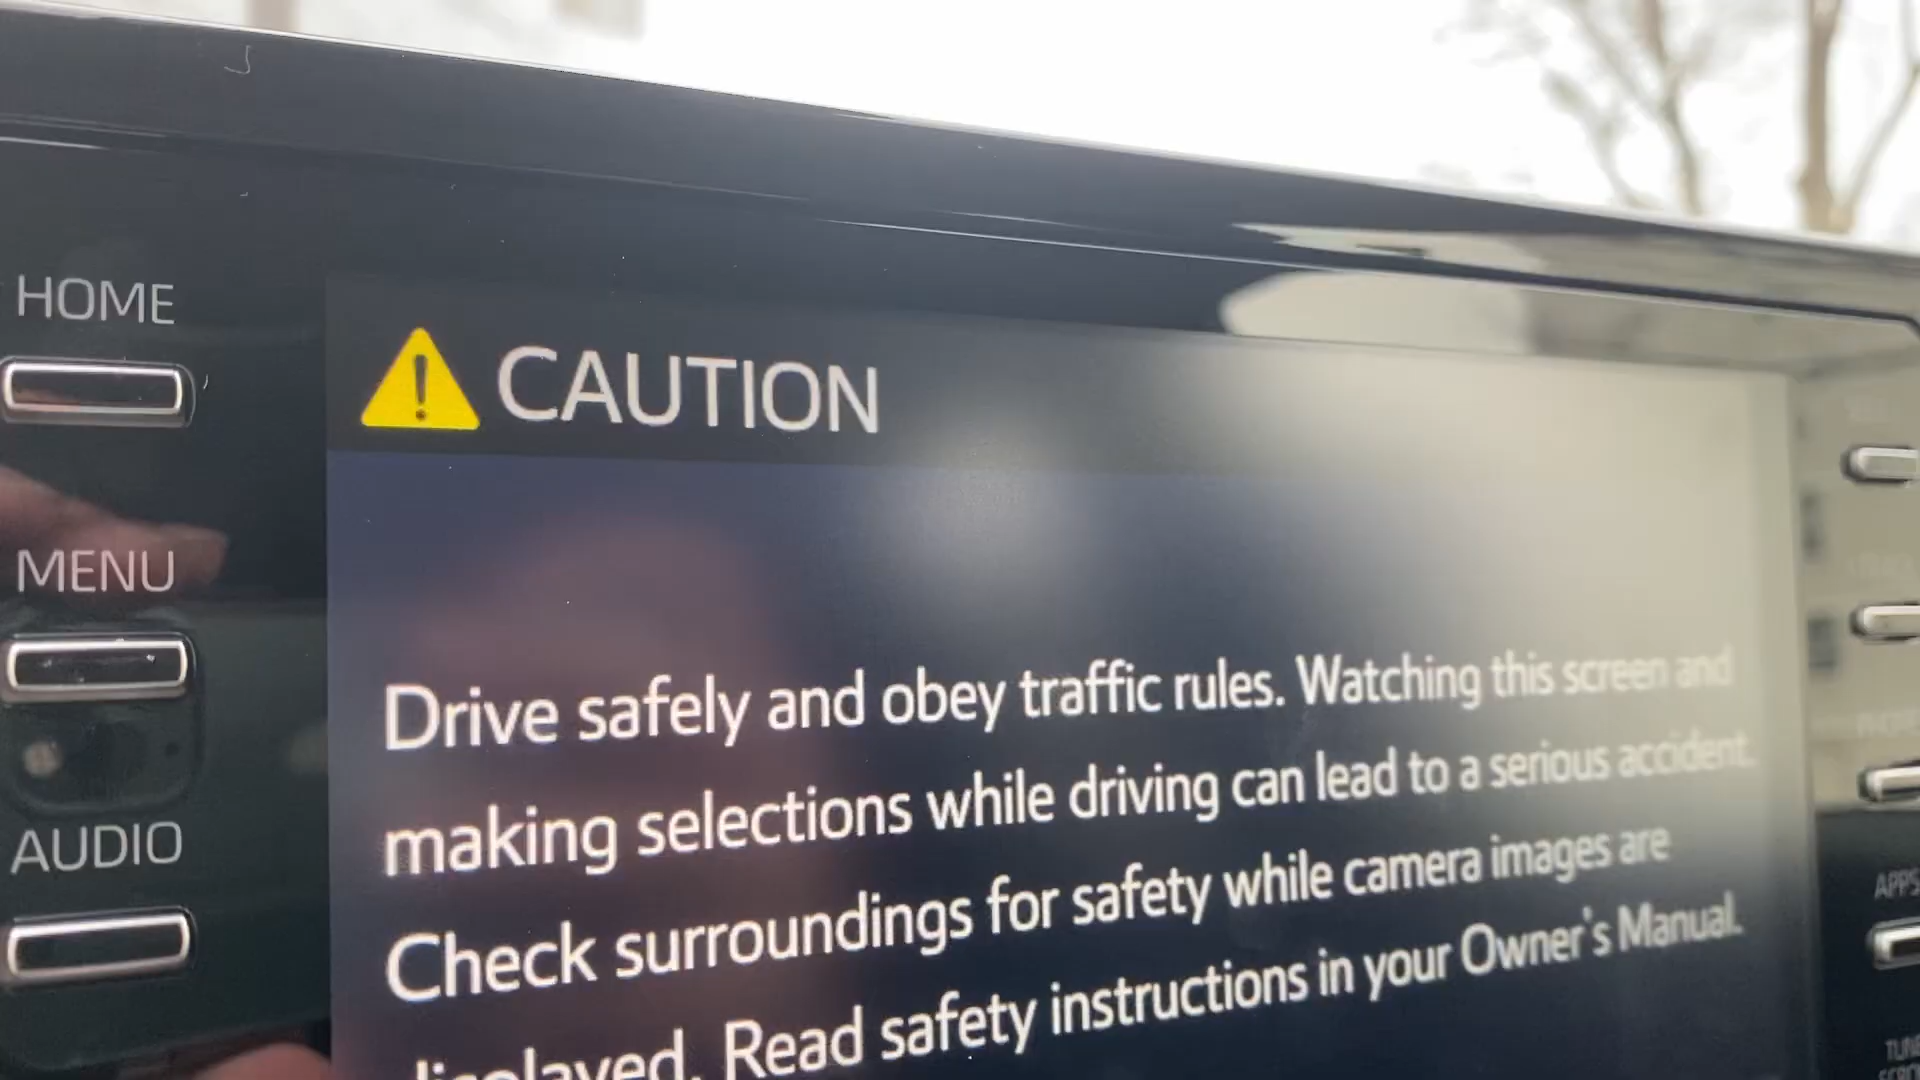 HOME
MENU
AUDIO
CAUTION
Drive safely and obey traffic rules. Watching this screen and
making selections while driving can lead to a serious accident.
Check surroundings for safety while camera images are
displayed. Read safety instructions in your Owner's Manual.
APPS
TUNE